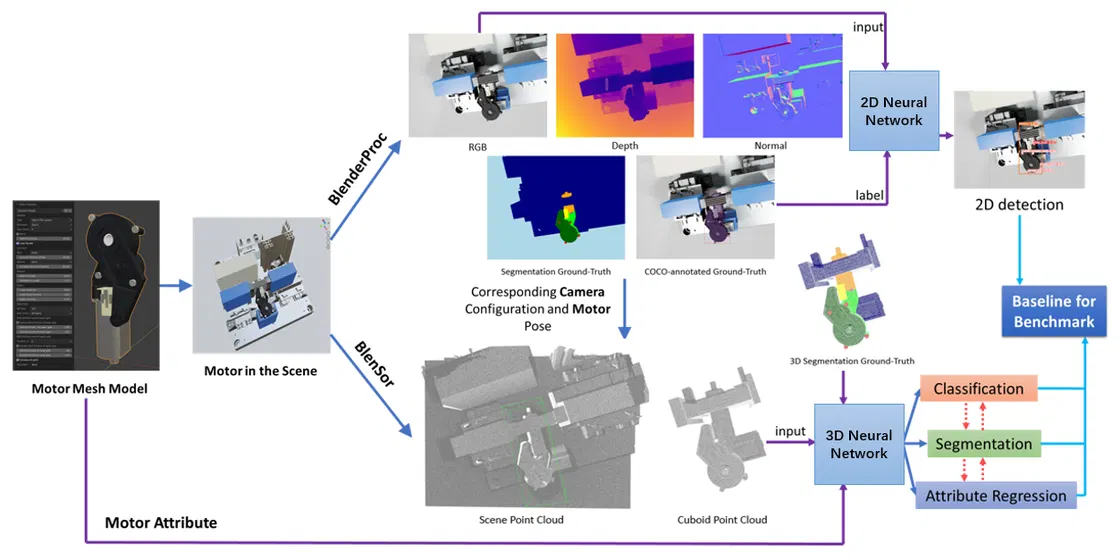 input
2D Neural
Network
RGB
Depth
Normal
BlenderProc
label
2D detection
Segmentation Ground-Truth
COCO-annotated Ground-Truth
Corresponding Camera
Configuration and Motor
Pose
Baseline for
Benchmark
Motor Mesh Model
Motor in the Scene
BlenSor
3D Segmentation Ground-Truth
Classification
input
3D Neural
Network
Segmentation
Attribute Regression
Scene Point Cloud
Cuboid Point Cloud
Motor Attribute